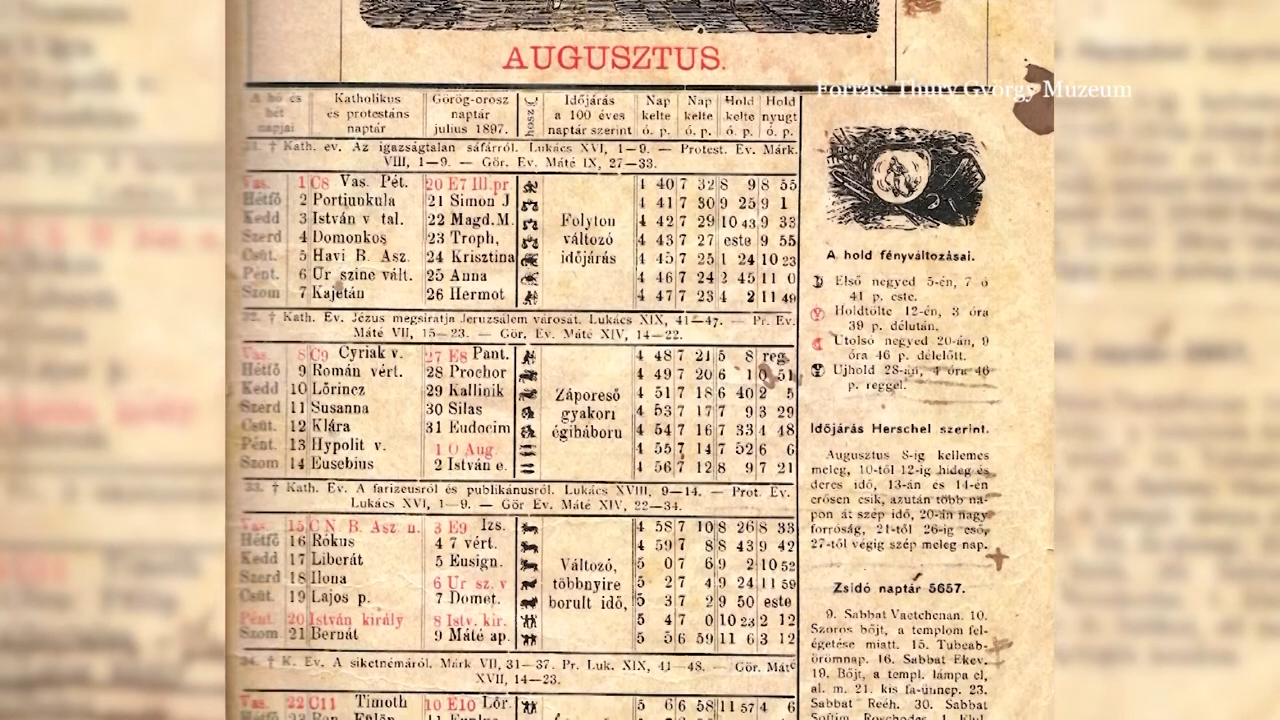 AUGUSZTUS.
Forrás: Thúry György Múzeum
A hó és hét napjai
Katholikus és protestáns naptár
Görög-orosz naptár julius 1897.
Időjárás a 100 éves naptár szerint
Nap kelte ó. p.
Nap kelte ó. p.
Hold kelte ó. p.
Hold nyugt ó. p.
† Kath. ev. Az igazságtalan sáfárról. Lukács XVI, 1—9. — Protest. Ev. Márk.
VIII, 1—9. — Gör. Ev. Máté IX, 27—33.
Vas. 1 C8 Vas. Pét. 20 E7 Ill.pr. 4 40 7 32 8 9 8 55
Hétfő 2 Portiunkula 21 Simon J 4 41 7 30 9 25 9 1
Kedd 3 István v tal. 22 Magd.M. Folyton 4 42 7 29 10 43 9 33
Szerd 4 Domonkos 23 Troph, változó 4 43 7 27 este 9 55
Csüt. 5 Havi B. Asz. 24 Krisztina időjárás 4 45 7 25 1 24 10 23
Pént. 6 Ur szine vált. 25 Anna 4 46 7 24 2 45 11 0
Szom 7 Kajetán 26 Hermot 4 47 7 23 4 2 11 49
32. † Kath. Ev. Jézus megsiratja Jeruzsálem városát. Lukács XIX, 41—47. — Pr. Ev.
Máté VII, 15—23. — Gör. Ev. Máté XIV, 14—22.
Vas. 8 C9 Cyriak v. 27 E8 Pant. 4 48 7 21 5 8 reg.
Hétfő 9 Román vért. 28 Prochor 4 49 7 20 6 1 0 51
Kedd 10 Lőrincz 29 Kallinik Záporeső 4 51 7 18 6 40 2 5
Szerd 11 Susanna 30 Silas gyakori 4 53 7 17 7 9 3 29
Csüt. 12 Klára 31 Eudocim égiháboru 4 54 7 16 7 33 4 48
Pént. 13 Hypolit v. 1 O Aug 4 55 7 14 7 52 6 6
Szom 14 Eusebius 2 István e. 4 56 7 12 8 9 7 21
33. † Kath. Ev. A farizeusról és publikánusról. Lukács XVIII, 9—14. — Prot. Ev.
Lukács XVI, 1—9. — Gör Ev. Máté XIV, 22—34.
Vas. 15 C N. B. Asz. n. 3 E9 Izs. 4 58 7 10 8 26 8 33
Hétfő 16 Rókus 4 7 vért. 4 59 7 8 8 43 9 42
Kedd 17 Liberát 5 Eusign. Változó, 5 0 7 6 9 2 10 52
Szerd 18 Ilona 6 Ur sz. v többnyire 5 2 7 4 9 24 11 59
Csüt. 19 Lajos p. 7 Domet. borult idő, 5 3 7 2 9 50 este
Pént. 20 István király 8 Istv. kir. 5 4 7 0 10 23 2 12
Szom 21 Bernát 9 Máté ap. 5 5 6 59 11 6 3 12
34. † K. Ev. A siketnémáról. Márk VII, 31—37. Pr. Luk. XIX, 41—48. — Gör. Máté
XVII, 14—23.
Vas. 22 C11 Timoth 10 E10 Lőr. 5 6 6 58 11 57 4 6
A hold fényváltozásai.
Első negyed 5-én, 7 ó
41 p. este.
Holdtölte 12-én, 3 óra
39 p. délután.
Utolsó negyed 20-án, 9
óra 46 p. délelőtt.
Ujhold 28-án, 4 óra 46
p. reggel.
Időjárás Herschel szerint.
Augusztus 8-ig kellemes
meleg, 10-től 12-ig hideg és
deres idő, 13-án és 14-én
erősen esik, azután több na-
pon át szép idő, 20-án nagy
forróság, 21-től 26-ig eső,
27-től végig szép meleg nap.
Zsidó naptár 5657.
9. Sabbat Vaetchenan. 10.
Szoros bőjt, a templom fel-
égetése miatt. 15. Tubeab-
örömnap. 16. Sabbat Ekev.
19. Bőjt, a templ. lámpa el,
al. m. 21. kis fa-ünnep. 23.
Sabbat Reéh. 30. Sabbat